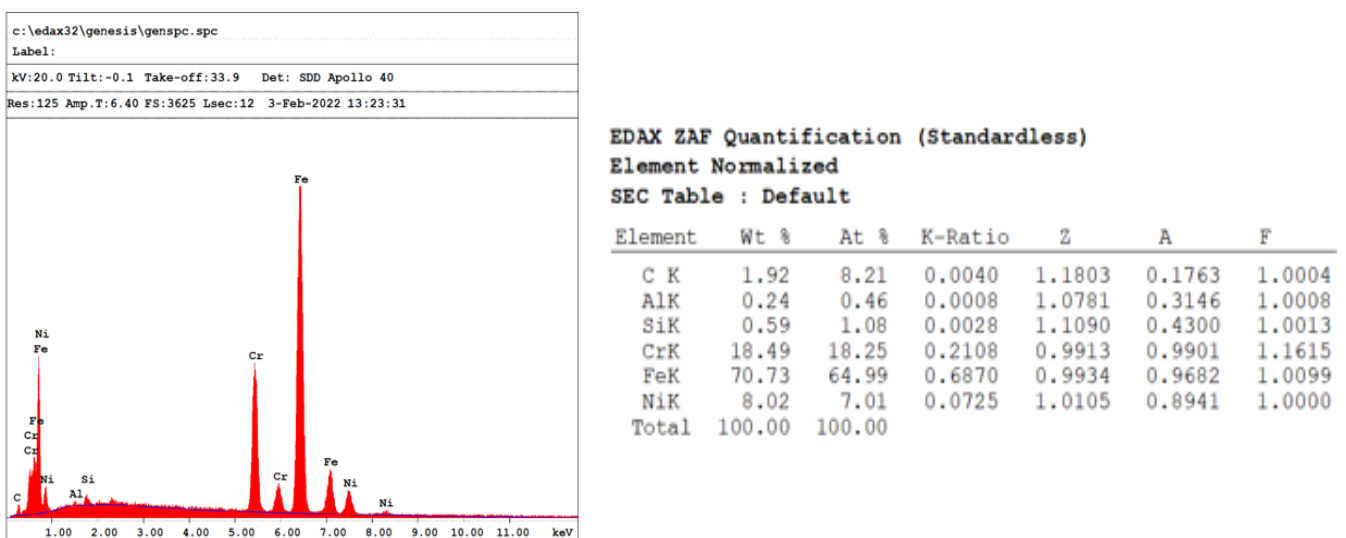 c:\edax32\genesis\genspc.spc
Label:
kV:20.0 Tilt:-0.1 Take-off:33.9 Det: SDD Apollo 40
Res:125 Amp.T:6.40 FS:3625 Lsec:12 3-Feb-2022 13:23:31
Fe
Ni
Fe
Cr
Fe
Cr
Cr
Ni
Si
Al
C
Cr
Fe
Ni
Ni
1.00 2.00 3.00 4.00 5.00 6.00 7.00 8.00 9.00 10.00 11.00 keV
EDAX ZAF Quantification (Standardless)
Element Normalized
SEC Table : Default
Element Wt % At % K-Ratio Z A F
C K 1.92 8.21 0.0040 1.1803 0.1763 1.0004
AlK 0.24 0.46 0.0008 1.0781 0.3146 1.0008
SiK 0.59 1.08 0.0028 1.1090 0.4300 1.0013
CrK 18.49 18.25 0.2108 0.9913 0.9901 1.1615
FeK 70.73 64.99 0.6870 0.9934 0.9682 1.0099
NiK 8.02 7.01 0.0725 1.0105 0.8941 1.0000
Total 100.00 100.00